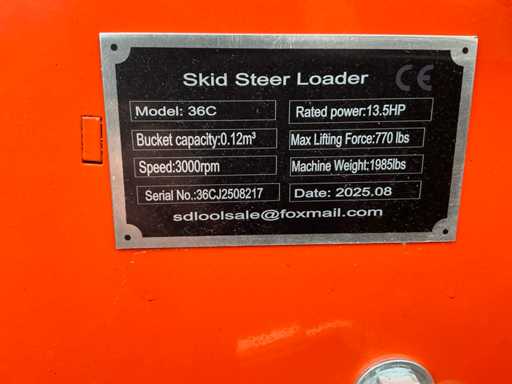 Skid Steer Loader CE
Model: 36C
Rated power:13.5HP
Bucket capacity:0.12m³
Max Lifting Force:770 lbs
Speed:3000rpm
Machine Weight:1985lbs
Serial No.:36CJ2508217
Date: 2025.08
sdloolsale@foxmail.com